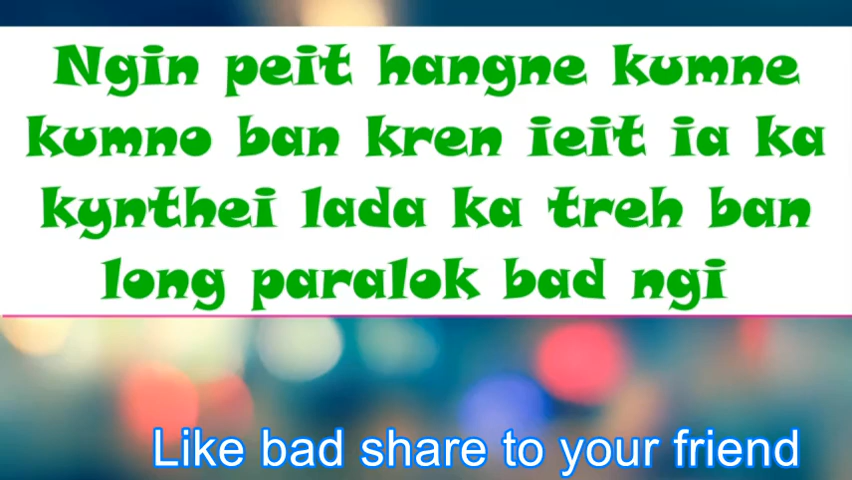 Ngin peit hangne kumne
kumno ban kren ieit ia ka
kynthei lada ka treh ban
long paralok bad ngi
Like bad share to your friend